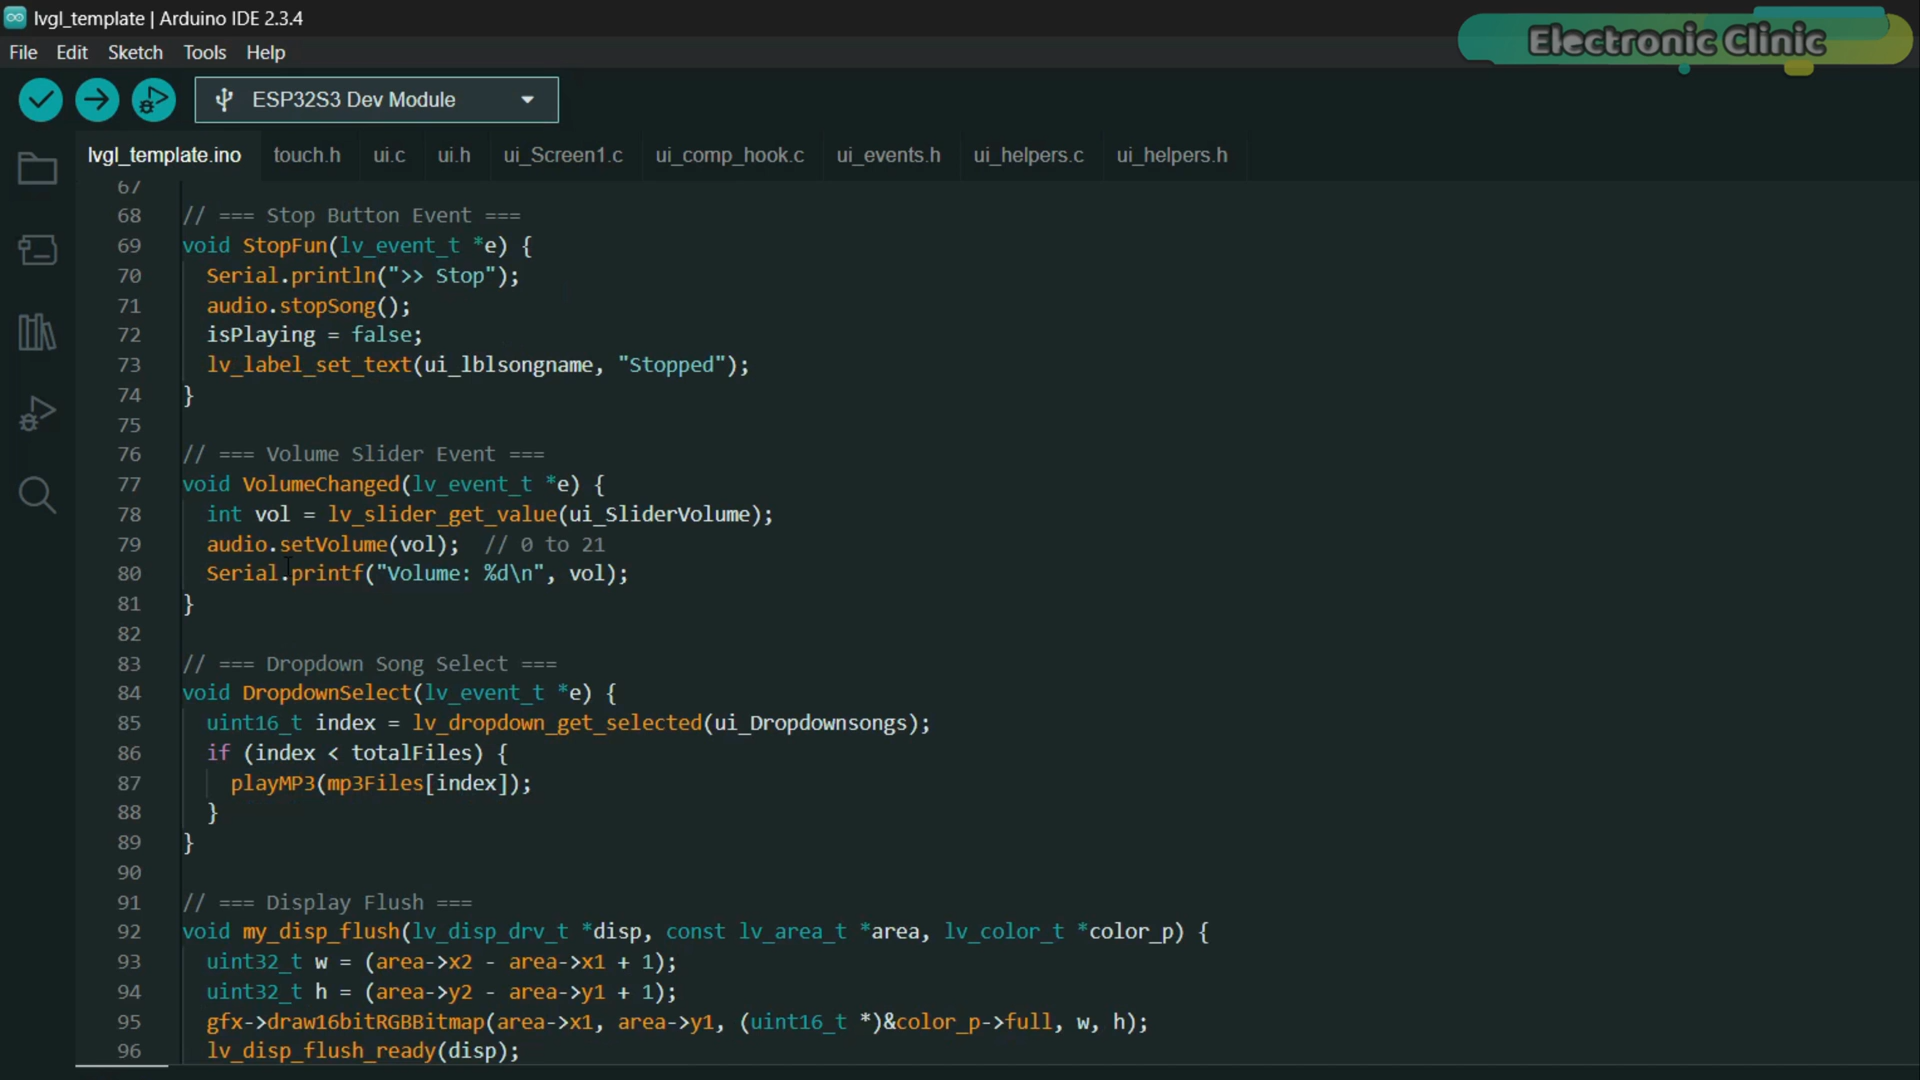 lvgl_template | Arduino IDE 2.3.4
Electronic Clinic
File Edit Sketch Tools Help
ESP32S3 Dev Module
lvgl_template.ino touch.h ui.c ui.h ui_Screen1.c ui_comp_hook.c ui_events.h ui_helpers.c ui_helpers.h
67
68 // === Stop Button Event ===
69 void StopFun(lv_event_t *e) {
70   Serial.println(">> Stop");
71   audio.stopSong();
72   isPlaying = false;
73   lv_label_set_text(ui_lblsongname, "Stopped");
74 }
75
76 // === Volume Slider Event ===
77 void VolumeChanged(lv_event_t *e) {
78   int vol = lv_slider_get_value(ui_SliderVolume);
79   audio.setVolume(vol);  // 0 to 21
80   Serial.printf("Volume: %d\n", vol);
81 }
82
83 // === Dropdown Song Select ===
84 void DropdownSelect(lv_event_t *e) {
85   uint16_t index = lv_dropdown_get_selected(ui_Dropdownsongs);
86   if (index < totalFiles) {
87     playMP3(mp3Files[index]);
88   }
89 }
90
91 // === Display Flush ===
92 void my_disp_flush(lv_disp_drv_t *disp, const lv_area_t *area, lv_color_t *color_p) {
93   uint32_t w = (area->x2 - area->x1 + 1);
94   uint32_t h = (area->y2 - area->y1 + 1);
95   gfx->draw16bitRGBBitmap(area->x1, area->y1, (uint16_t *)&color_p->full, w, h);
96   lv_disp_flush_ready(disp);